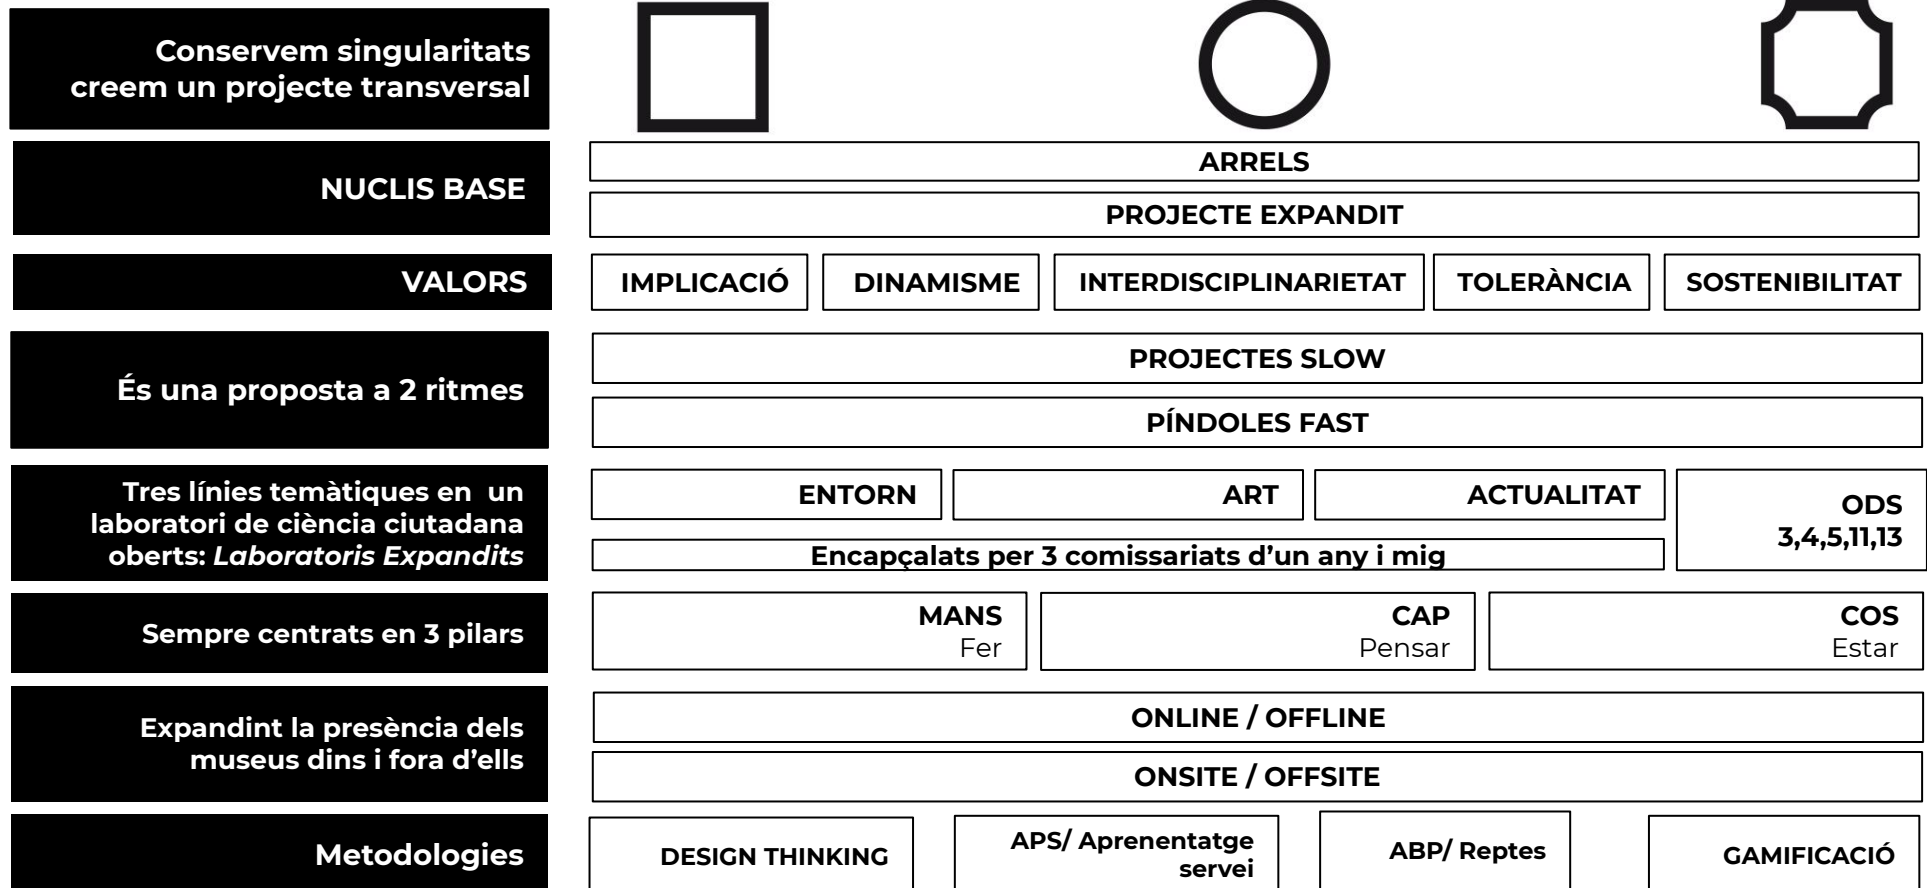 Conservem singularitats
creem un projecte transversal
NUCLIS BASE
ARRELS
PROJECTE EXPANDIT
VALORS
IMPLICACIÓ
DINAMISME
INTERDISCIPLINARIETAT
TOLERÀNCIA
SOSTENIBILITAT
És una proposta a 2 ritmes
PROJECTES SLOW
PÍNDOLES FAST
Tres línies temàtiques en un
laboratori de ciència ciutadana
oberts: Laboratoris Expandits
ENTORN
ART
ACTUALITAT
ODS
3,4,5,11,13
Encapçalats per 3 comissariats d’un any i mig
Sempre centrats en 3 pilars
MANS
Fer
CAP
Pensar
COS
Estar
Expandint la presència dels
museus dins i fora d’ells
ONLINE / OFFLINE
ONSITE / OFFSITE
Metodologies
DESIGN THINKING
APS/ Aprenentatge
servei
ABP/ Reptes
GAMIFICACIÓ